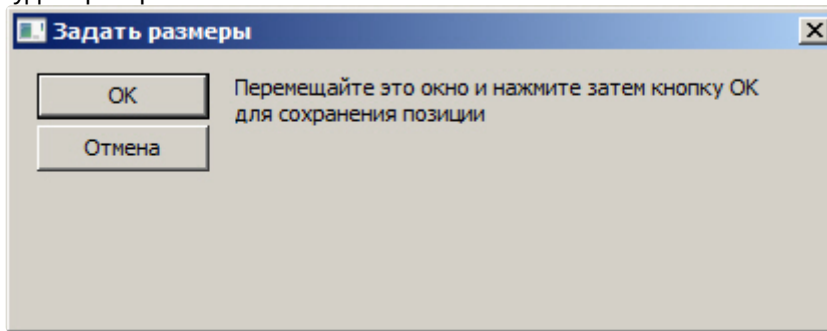 Задать размеры
OK
Перемещайте это окно и нажмите затем кнопку OK
для сохранения позиции
Отмена